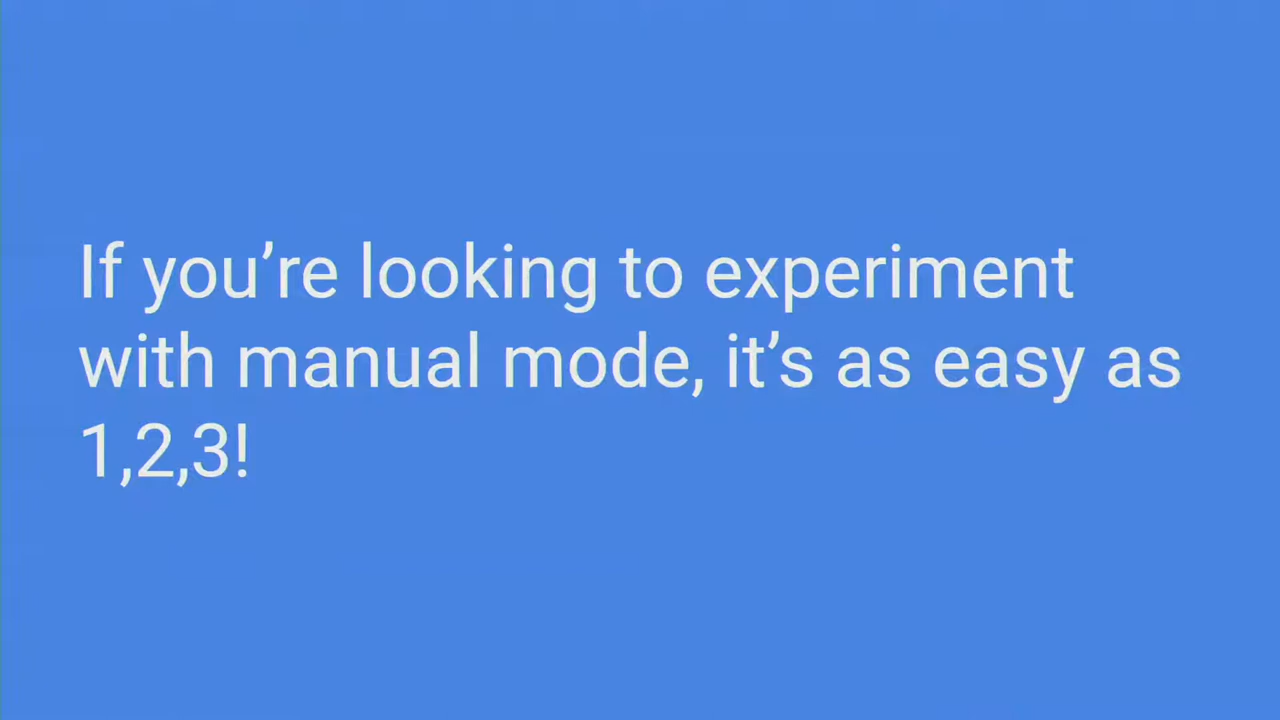 If you’re looking to experiment
with manual mode, it’s as easy as
1,2,3!